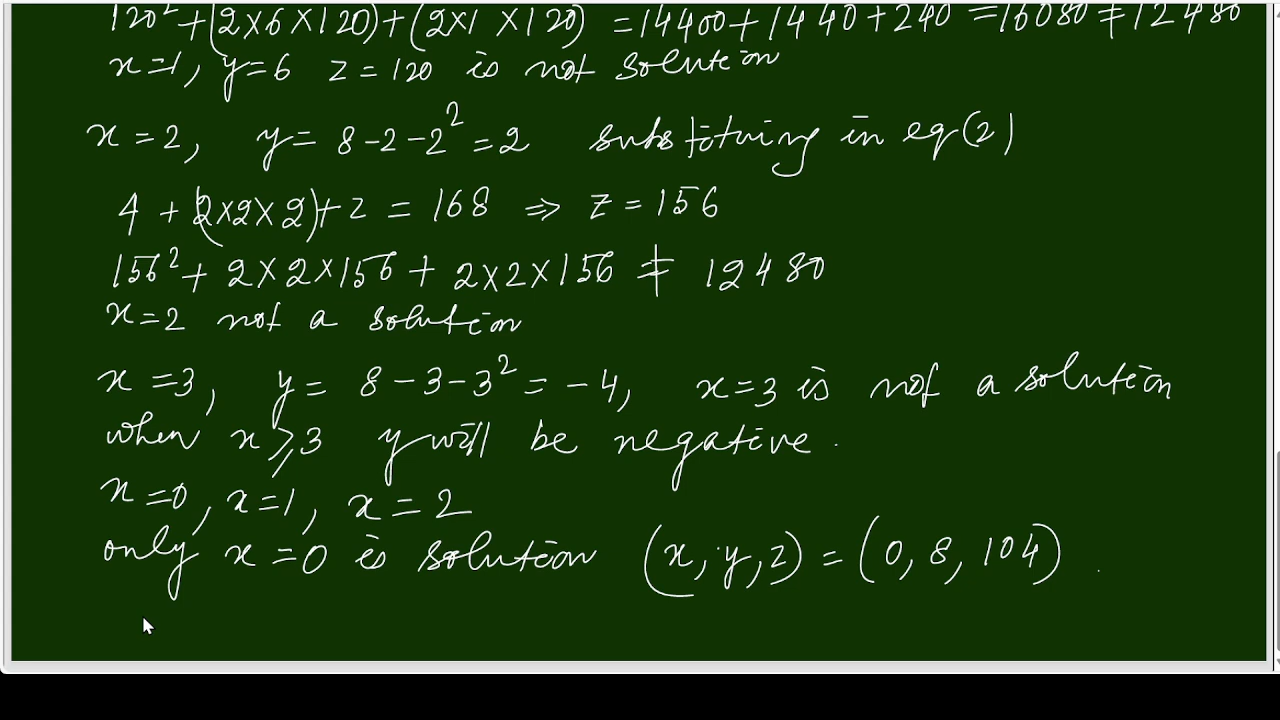 120² + (2×6×120) + (2×1×120) = 14400 + 1440 + 240 = 16080 ≠ 12480
x=1, y=6 z=120 is not solution
x=2, y= 8-2-2² = 2 substituing in eq(2)
4 + (2×2×2) + z = 168 ⇒ z = 156
156² + 2×2×156 + 2×2×156 ≠ 12480
x=2 not a solution
x=3, y= 8-3-3² = -4, x=3 is not a solution
when x⩾3 y will be negative.
x=0, x=1, x=2
only x=0 is solution (x,y,z) = (0,8,104).